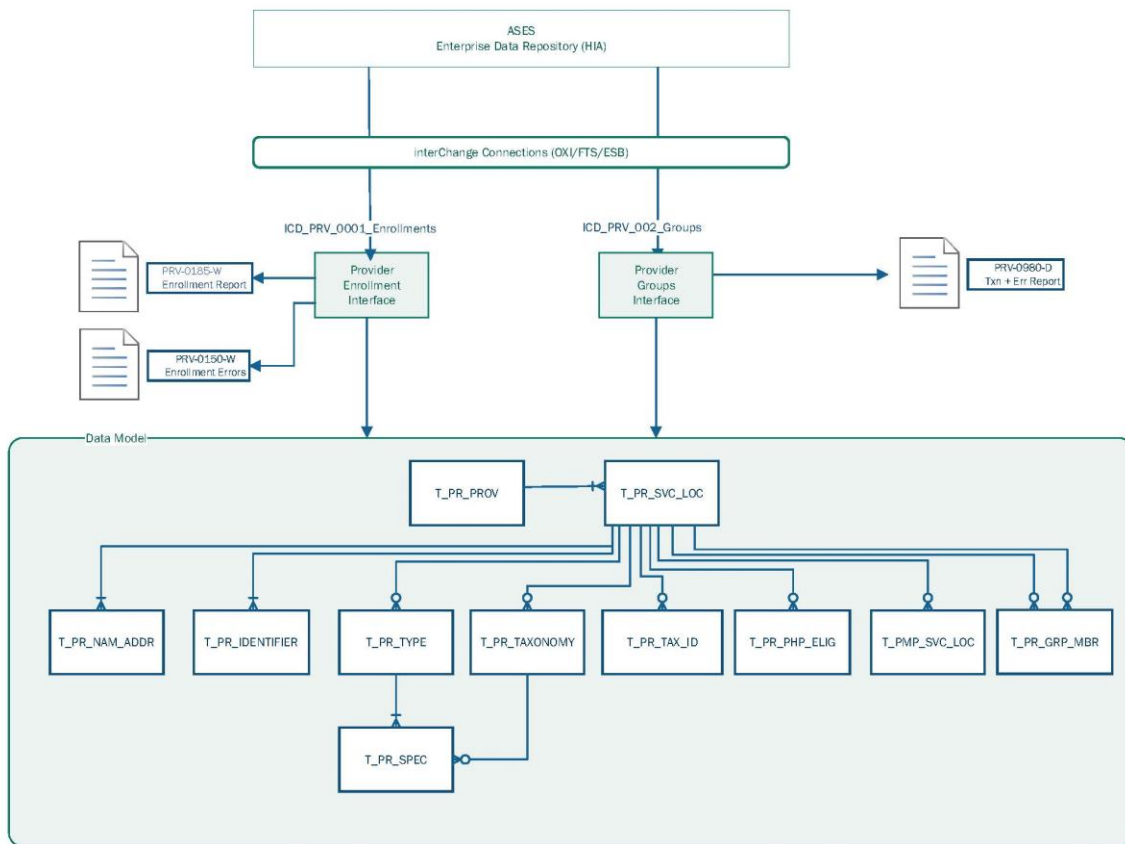 ASES
Enterprise Data Repository (HIA)
interChange Connections (OXI/FTS/ESB)
ICD_PRV_0001_Enrollments
ICD_PRV_002_Groups
PRV-0185-W
Enrollment Report
Provider
Enrollment
Interface
Provider
Groups
Interface
PRV-0980-D
Txn + Err Report
PRV-0150-W
Enrollment Errors
Data Model
T_PR_PROV
T_PR_SVC_LOC
T_PR_NAM_ADDR
T_PR_IDENTIFIER
T_PR_TYPE
T_PR_TAXONOMY
T_PR_TAX_ID
T_PR_PHP_ELIG
T_PMP_SVC_LOC
T_PR_GRP_MBR
T_PR_SPEC